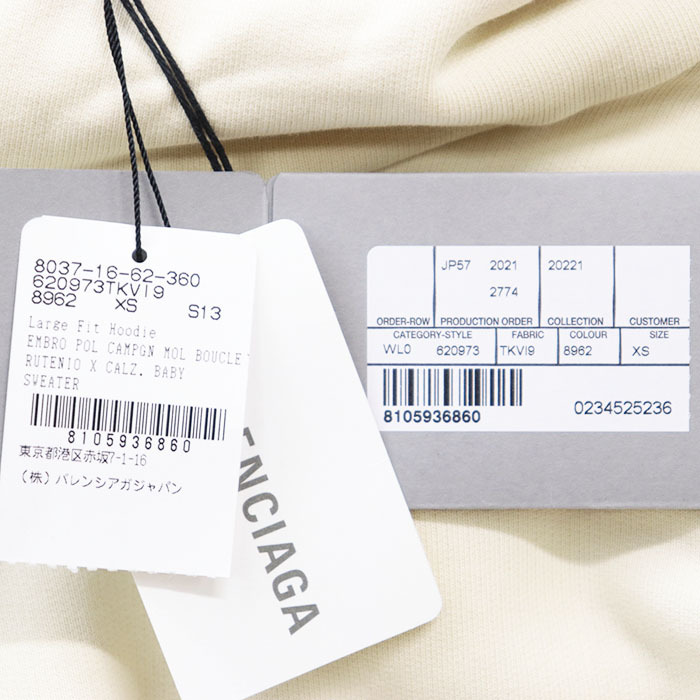 8037-16-62-360
620973TKVI9
8962 XS S13
Large Fit Hoodie
EMBRO POL CAMPGN MOL BOUCLE
RUTENIO X CALZ. BABY
SWEATER
8105936860
東京都港区赤坂7-1-16
(株)バレンシアガジャパン
ENCIAGA
JP57 2021 20221
2774
ORDER-ROW PRODUCTION ORDER COLLECTION CUSTOMER
CATEGORY-STYLE FABRIC COLOUR SIZE
WL0 620973 TKVI9 8962 XS
8105936860
0234525236